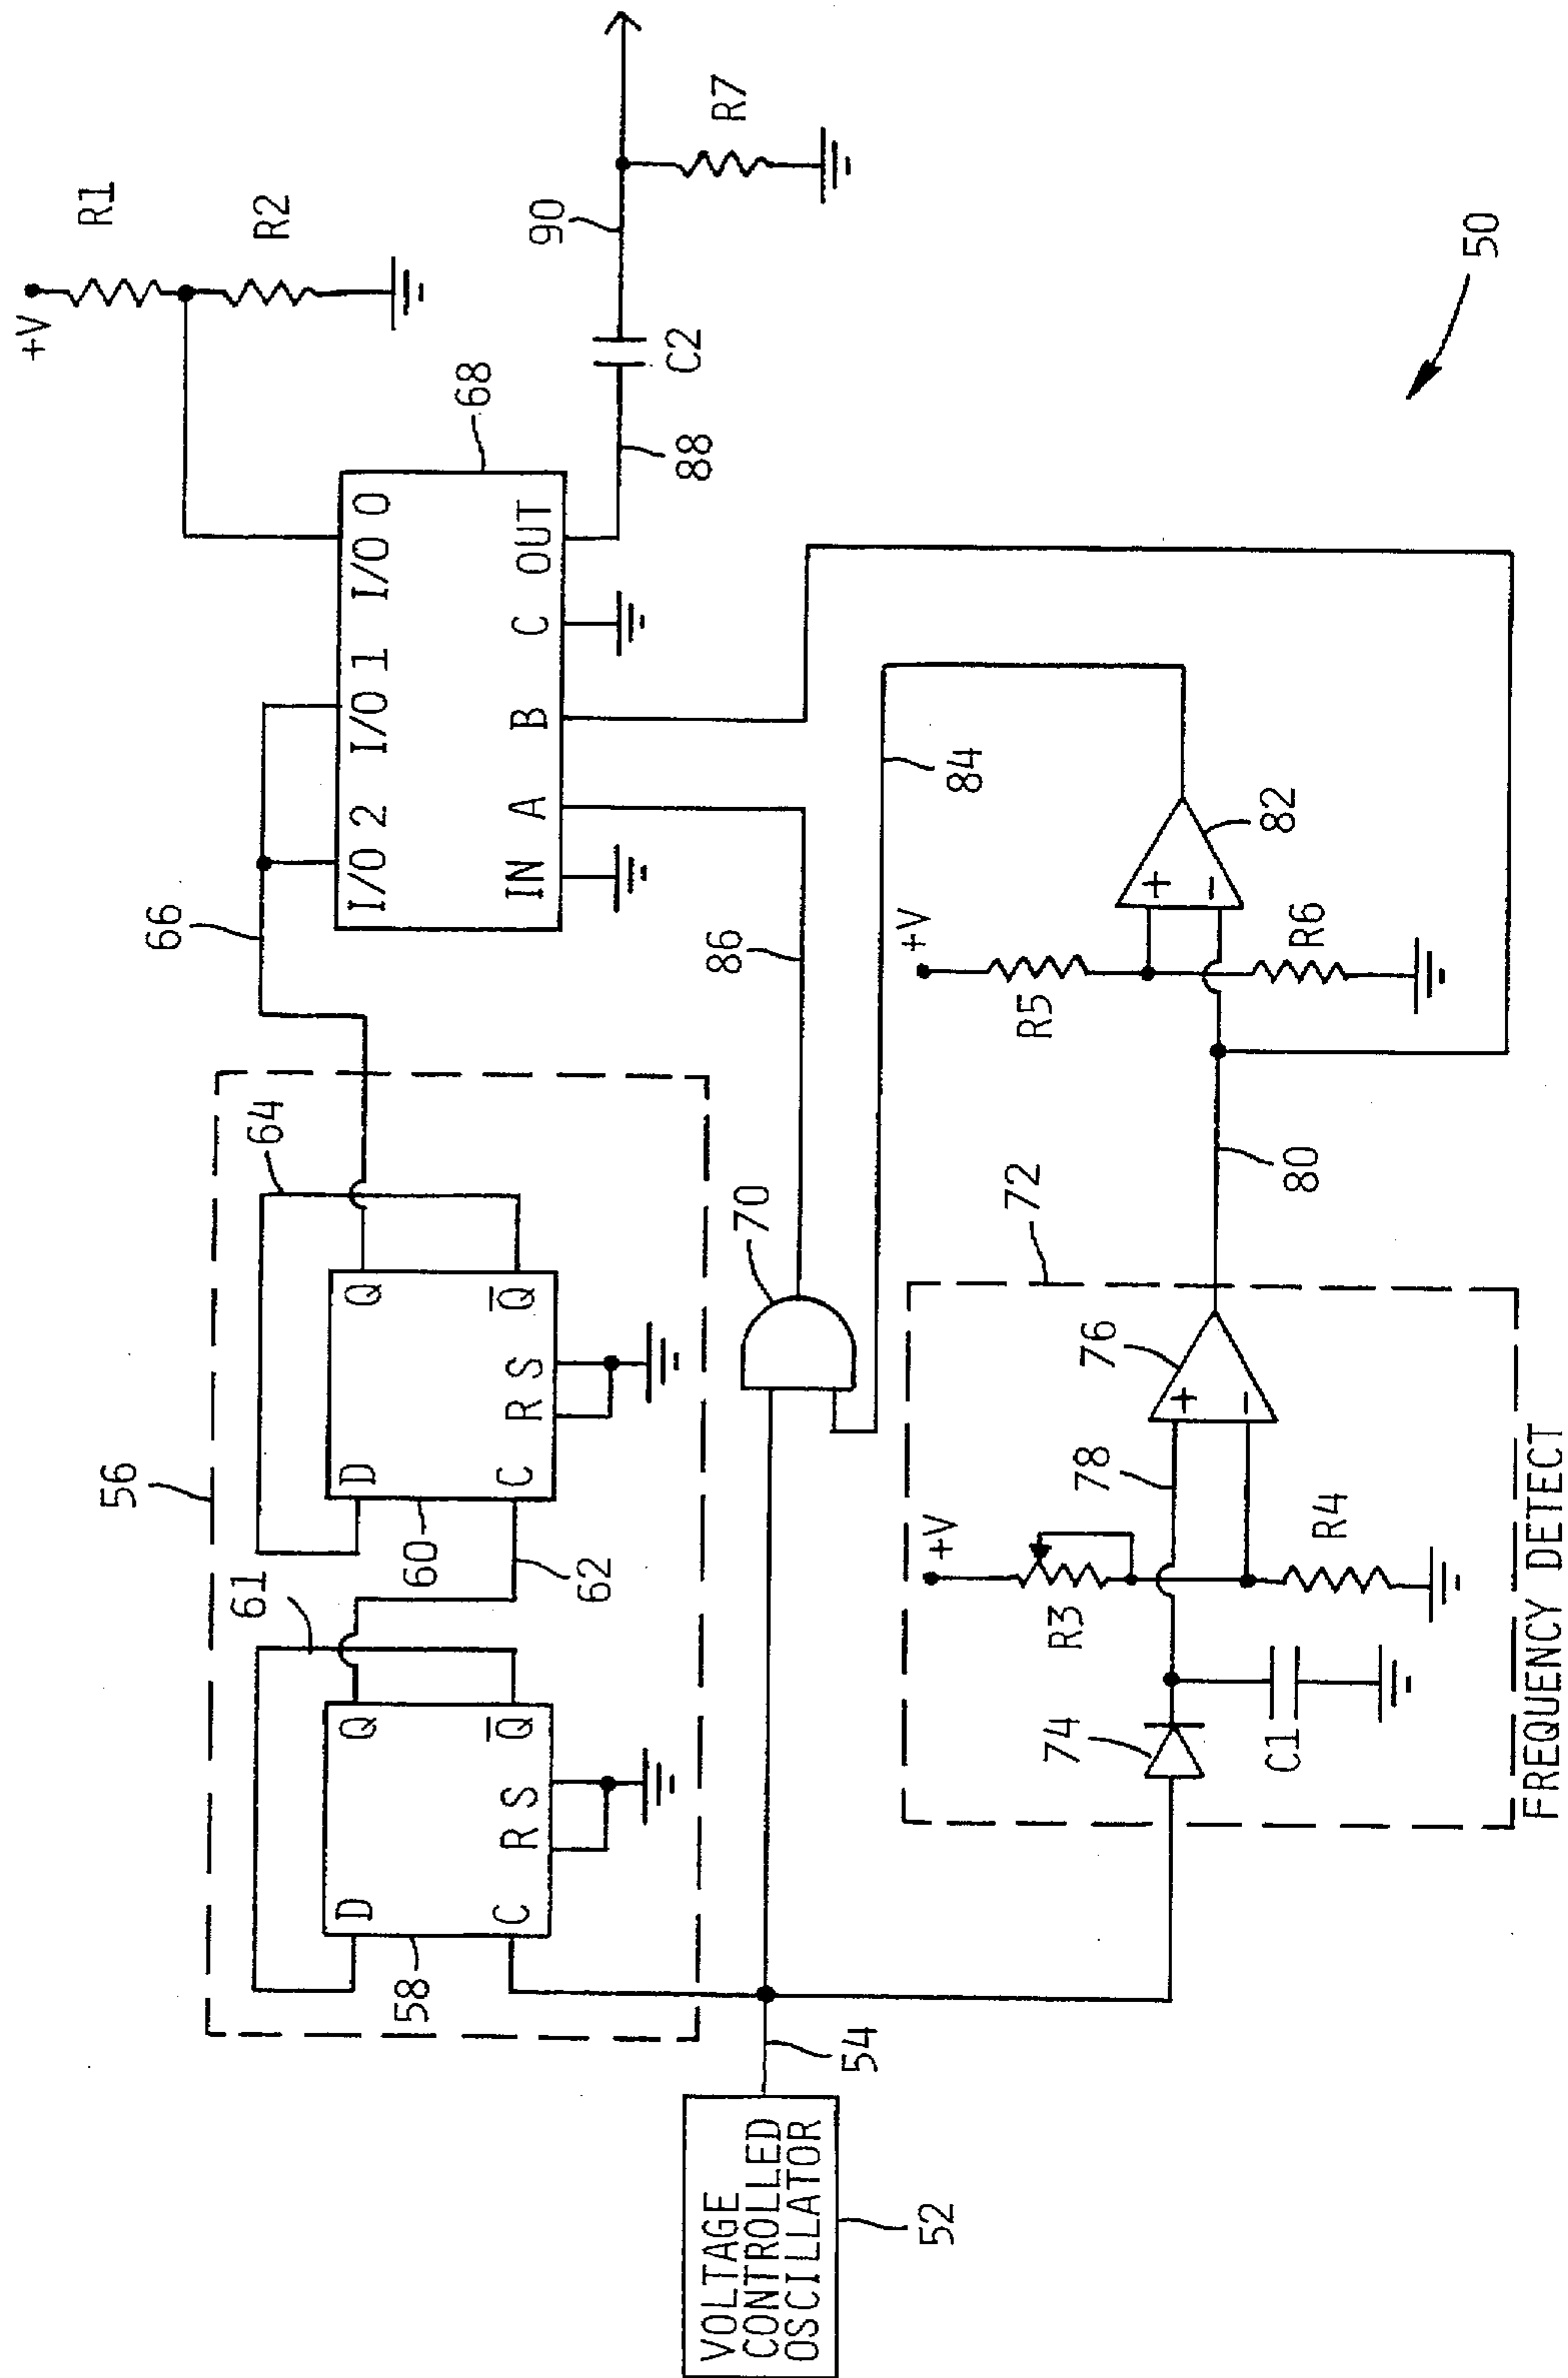 +V
R1
R2
66
68
I/O 2
I/O 1
I/O 0
IN
A
B
C
OUT
88
C2
90
R7
56
61
64
D
Q
C
R
S
Q̅
58
62
D
Q
C
R
S
Q̅
60
70
86
84
54
VOLTAGE
CONTROLLED
OSCILLATOR
52
72
74
C1
+V
R3
R4
78
+
−
76
FREQUENCY DETECT
80
+V
R5
R6
+
−
82
50